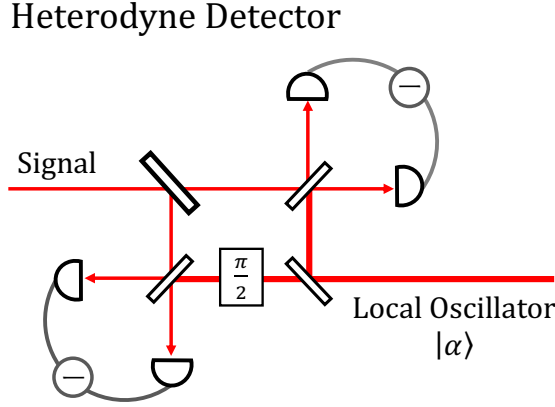 Heterodyne Detector
−
Signal
π/2
Local Oscillator
|α⟩
−